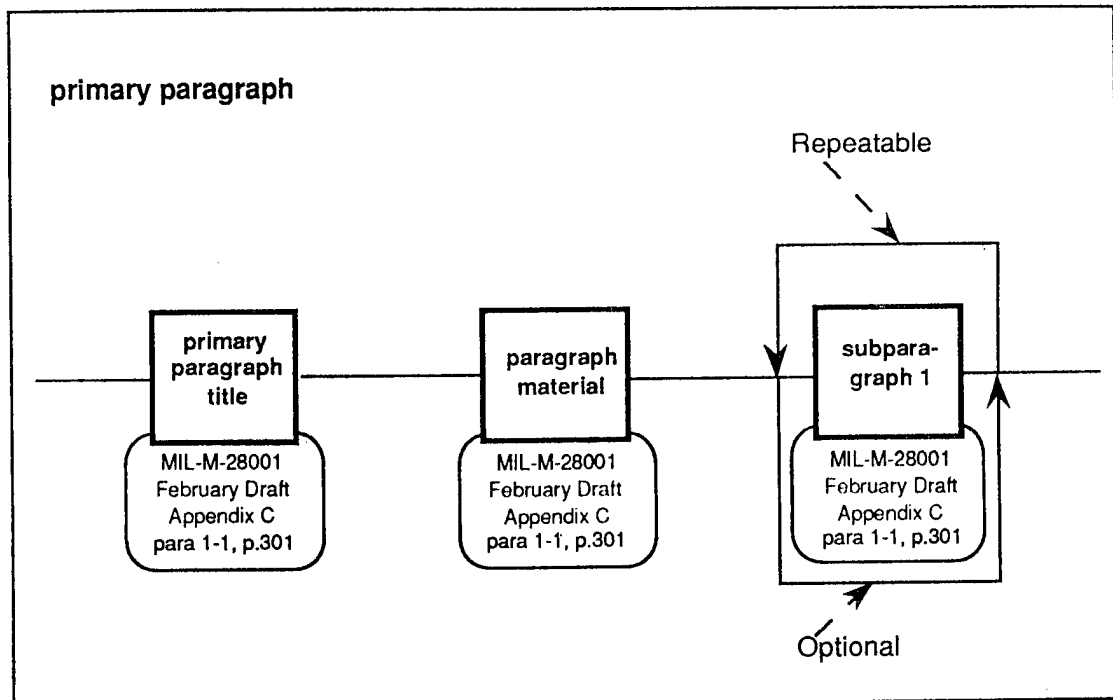 primary paragraph
Repeatable
primary
paragraph
title
MIL-M-28001
February Draft
Appendix C
para 1-1, p.301
paragraph
material
MIL-M-28001
February Draft
Appendix C
para 1-1, p.301
subpara-
graph 1
MIL-M-28001
February Draft
Appendix C
para 1-1, p.301
Optional